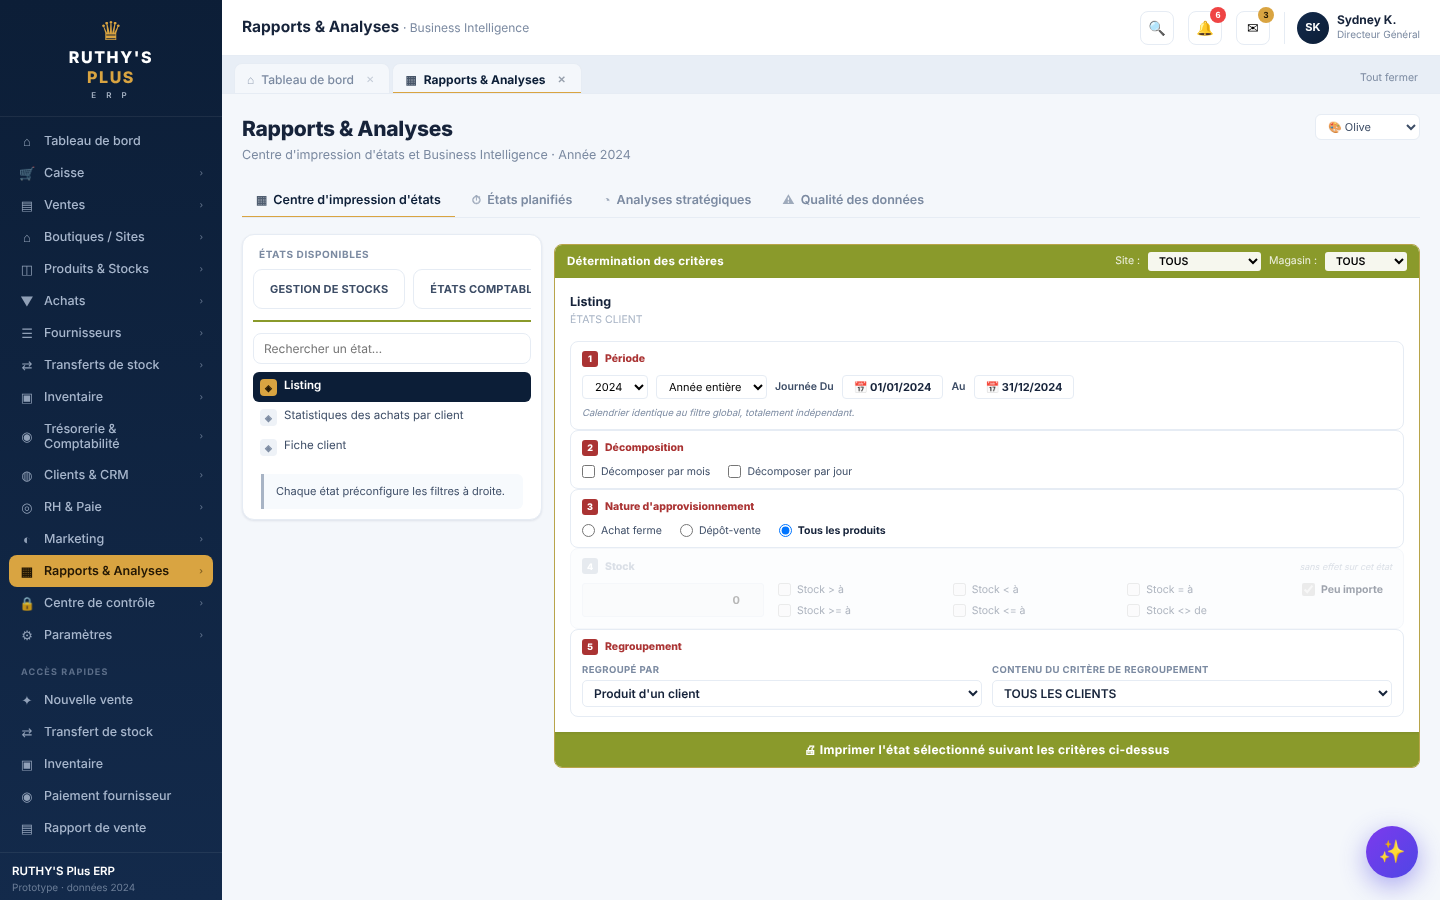 RUTHY'S
PLUS
E R P
Tableau de bord
Caisse
Ventes
Boutiques / Sites
Produits & Stocks
Achats
Fournisseurs
Transferts de stock
Inventaire
Trésorerie &
Comptabilité
Clients & CRM
RH & Paie
Marketing
Rapports & Analyses
Centre de contrôle
Paramètres
ACCÈS RAPIDES
Nouvelle vente
Transfert de stock
Inventaire
Paiement fournisseur
Rapport de vente
RUTHY'S Plus ERP
Prototype · données 2024
Rapports & Analyses · Business Intelligence
6
3
SK
Sydney K.
Directeur Général
Tableau de bord ×
Rapports & Analyses ×
Tout fermer
Rapports & Analyses
Centre d'impression d'états et Business Intelligence · Année 2024
Olive
Centre d'impression d'états
États planifiés
Analyses stratégiques
Qualité des données
ÉTATS DISPONIBLES
GESTION DE STOCKS
ÉTATS COMPTABL
Rechercher un état...
Listing
Statistiques des achats par client
Fiche client
Chaque état préconfigure les filtres à droite.
Détermination des critères
Site : TOUS
Magasin : TOUS
Listing
ÉTATS CLIENT
1 Période
2024 Année entière Journée Du 01/01/2024 Au 31/12/2024
Calendrier identique au filtre global, totalement indépendant.
2 Décomposition
Décomposer par mois Décomposer par jour
3 Nature d'approvisionnement
Achat ferme Dépôt-vente Tous les produits
4 Stock sans effet sur cet état
0 Stock > à Stock < à Stock = à Peu importe
Stock >= à Stock <= à Stock <> de
5 Regroupement
REGROUPÉ PAR
Produit d'un client
CONTENU DU CRITÈRE DE REGROUPEMENT
TOUS LES CLIENTS
Imprimer l'état sélectionné suivant les critères ci-dessus